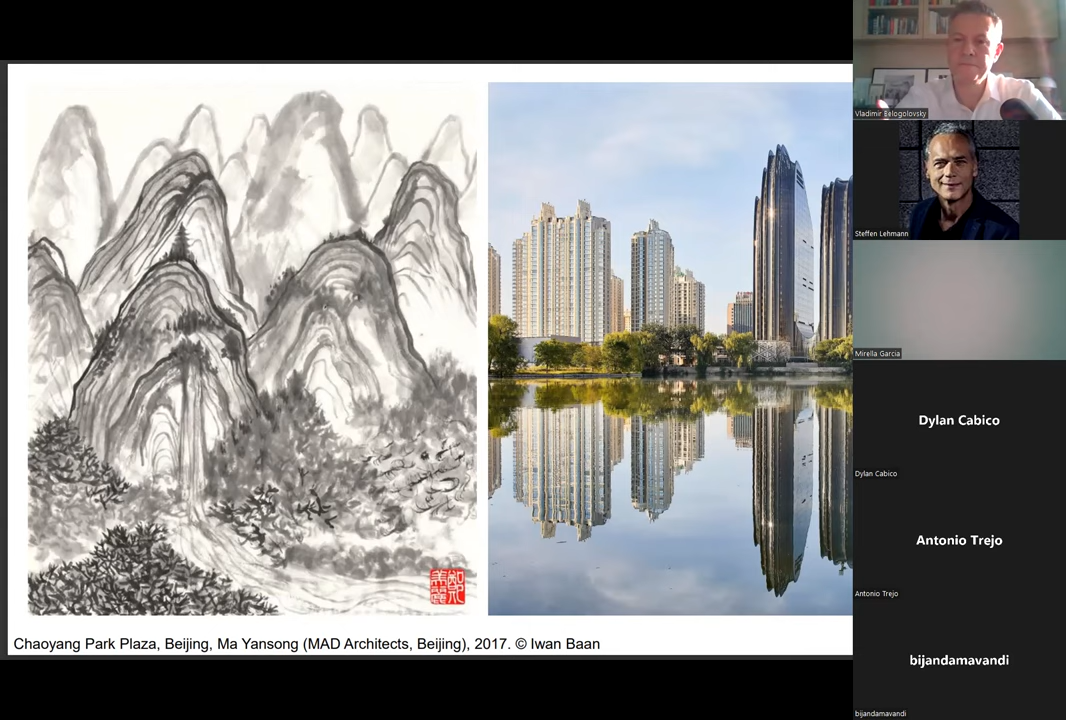 Chaoyang Park Plaza, Beijing, Ma Yansong (MAD Architects, Beijing), 2017. © Iwan Baan
Vladimir Belogolovsky
Steffen Lehmann
Mirella Garcia
Dylan Cabico
Dylan Cabico
Antonio Trejo
Antonio Trejo
bijandamavandi
bijandamavandi